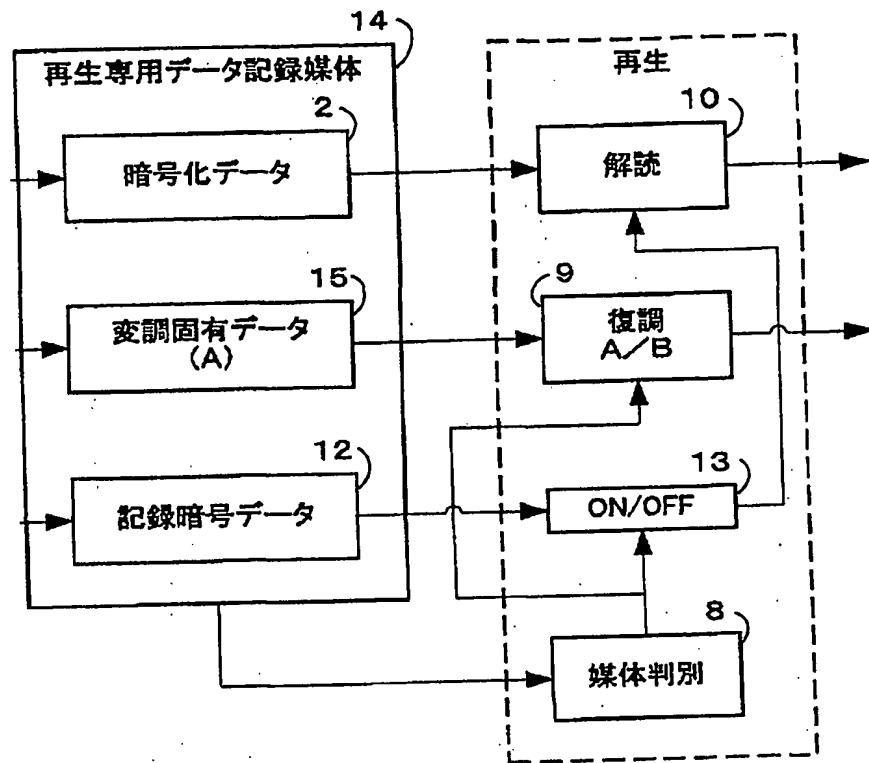 14
再生専用データ記録媒体
2
暗号化データ
15
変調固有データ
(A)
12
記録暗号データ
再生
10
解読
9
復調
A/B
13
ON/OFF
8
媒体判別